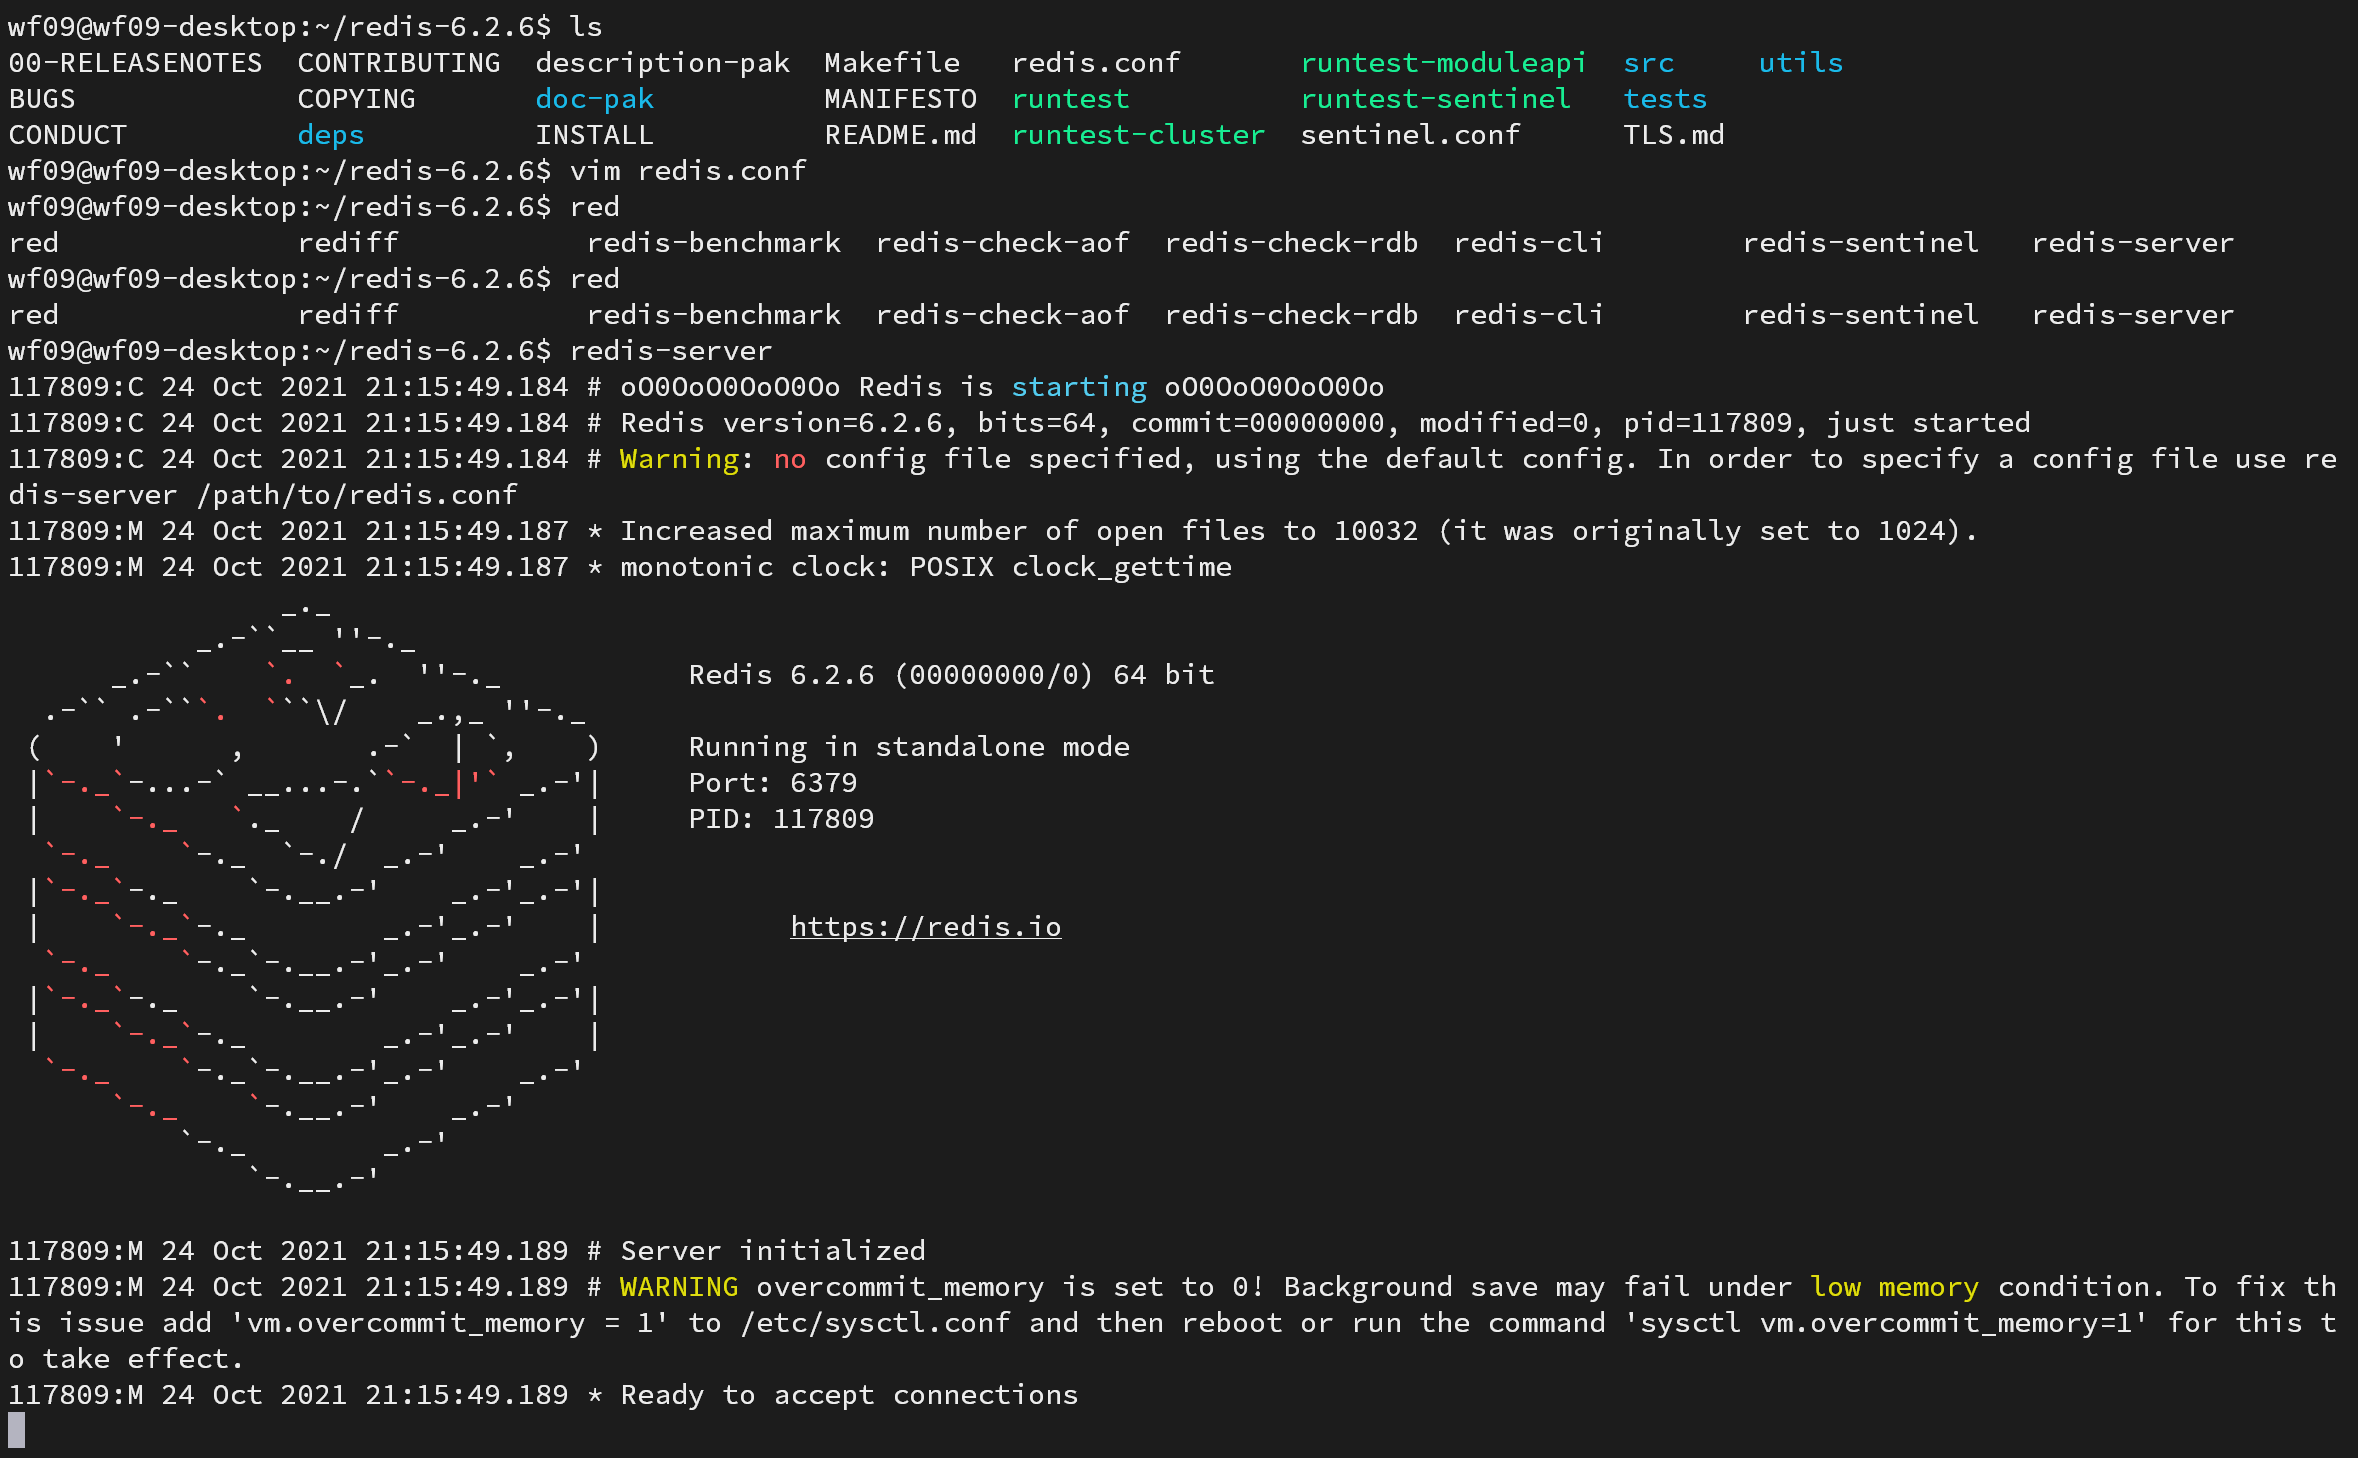 wf09@wf09-desktop:~/redis-6.2.6$ ls
00-RELEASENOTES  CONTRIBUTING  description-pak  Makefile   redis.conf       runtest-moduleapi  src     utils
BUGS             COPYING       doc-pak          MANIFESTO  runtest          runtest-sentinel   tests
CONDUCT          deps          INSTALL          README.md  runtest-cluster  sentinel.conf      TLS.md
wf09@wf09-desktop:~/redis-6.2.6$ vim redis.conf
wf09@wf09-desktop:~/redis-6.2.6$ red
red              rediff           redis-benchmark  redis-check-aof  redis-check-rdb  redis-cli        redis-sentinel   redis-server
wf09@wf09-desktop:~/redis-6.2.6$ red
red              rediff           redis-benchmark  redis-check-aof  redis-check-rdb  redis-cli        redis-sentinel   redis-server
wf09@wf09-desktop:~/redis-6.2.6$ redis-server
117809:C 24 Oct 2021 21:15:49.184 # oO0OoO0OoO0Oo Redis is starting oO0OoO0OoO0Oo
117809:C 24 Oct 2021 21:15:49.184 # Redis version=6.2.6, bits=64, commit=00000000, modified=0, pid=117809, just started
117809:C 24 Oct 2021 21:15:49.184 # Warning: no config file specified, using the default config. In order to specify a config file use re
dis-server /path/to/redis.conf
117809:M 24 Oct 2021 21:15:49.187 * Increased maximum number of open files to 10032 (it was originally set to 1024).
117809:M 24 Oct 2021 21:15:49.187 * monotonic clock: POSIX clock_gettime
Redis 6.2.6 (00000000/0) 64 bit
Running in standalone mode
Port: 6379
PID: 117809
https://redis.io
117809:M 24 Oct 2021 21:15:49.189 # Server initialized
117809:M 24 Oct 2021 21:15:49.189 # WARNING overcommit_memory is set to 0! Background save may fail under low memory condition. To fix th
is issue add 'vm.overcommit_memory = 1' to /etc/sysctl.conf and then reboot or run the command 'sysctl vm.overcommit_memory=1' for this t
o take effect.
117809:M 24 Oct 2021 21:15:49.189 * Ready to accept connections